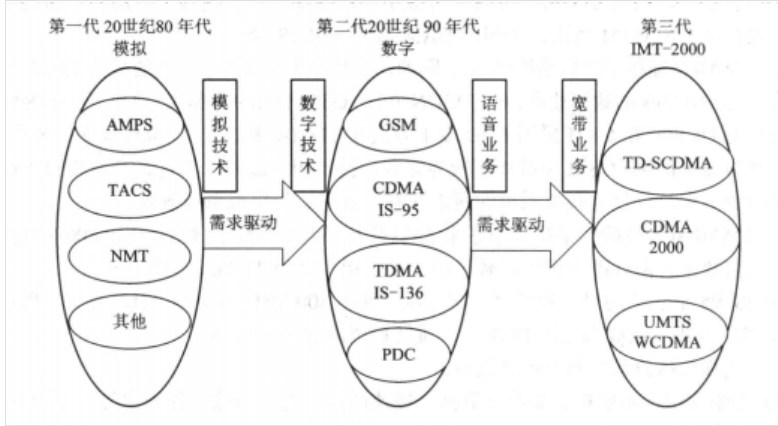 第一代 20世纪80 年代
模拟
第二代20世纪 90 年代
数字
第三代
IMT-2000
AMPS
TACS
NMT
其他
模拟技术
需求驱动
数字技术
GSM
CDMA
IS-95
TDMA
IS-136
PDC
语音业务
需求驱动
宽带业务
TD-SCDMA
CDMA
2000
UMTS
WCDMA